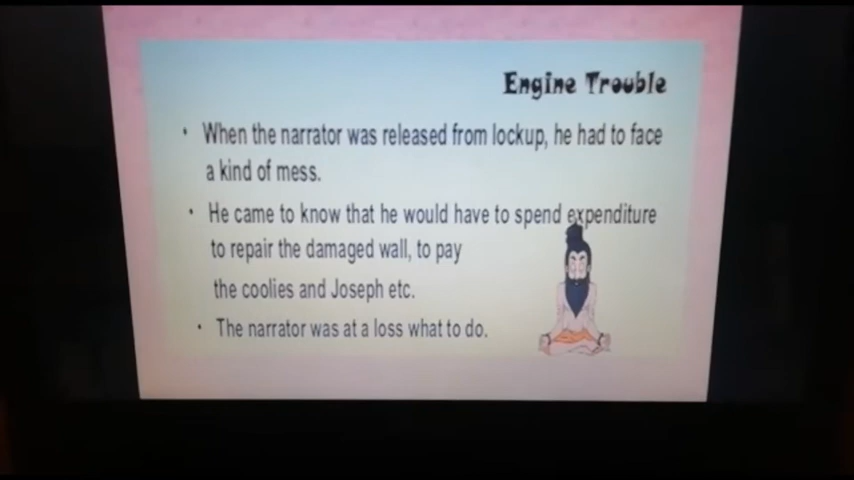 Engine Trouble
• When the narrator was released from lockup, he had to face
a kind of mess.
• He came to know that he would have to spend expenditure
to repair the damaged wall, to pay
the coolies and Joseph etc.
• The narrator was at a loss what to do.